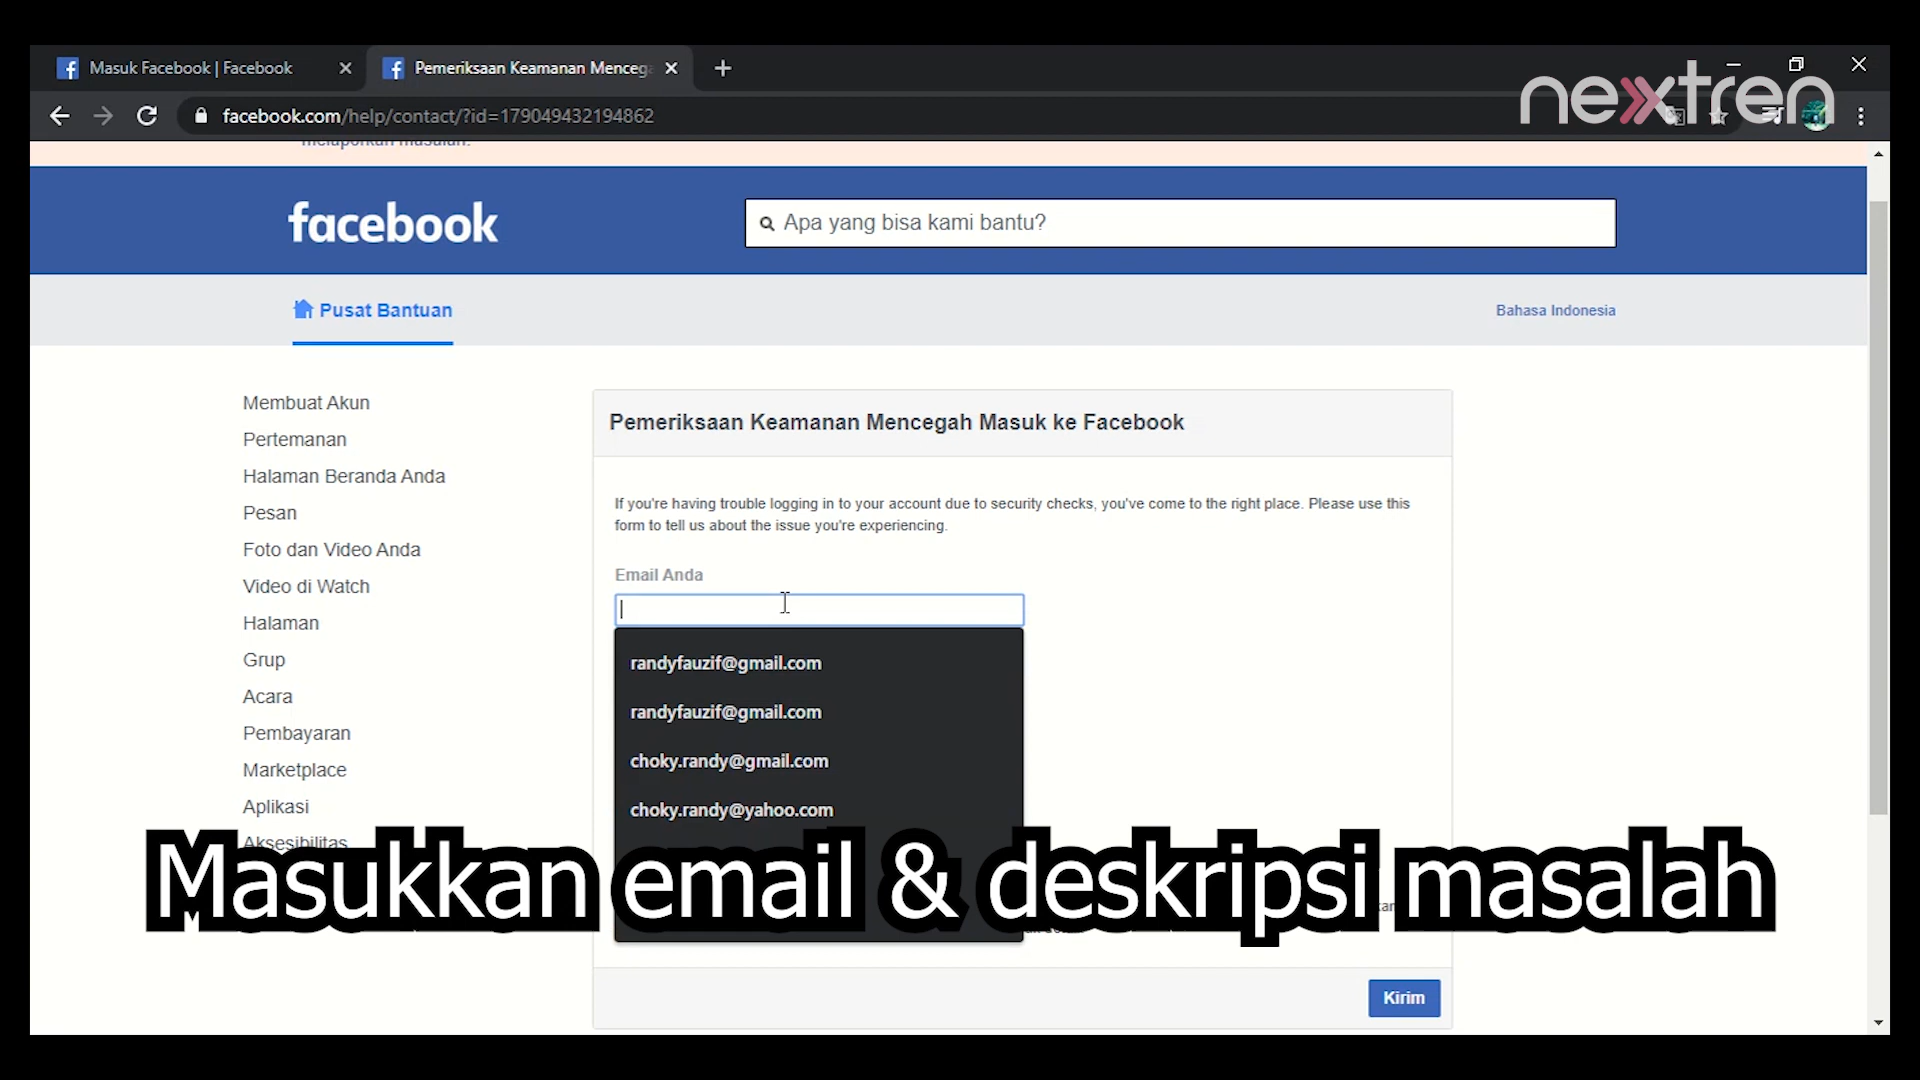 Masuk Facebook | Facebook
Pemeriksaan Keamanan Menceg
nextren
facebook.com/help/contact/?id=179049432194862
melaporkan masalah.
facebook
Apa yang bisa kami bantu?
Pusat Bantuan
Bahasa Indonesia
Membuat Akun
Pertemanan
Halaman Beranda Anda
Pesan
Foto dan Video Anda
Video di Watch
Halaman
Grup
Acara
Pembayaran
Marketplace
Aplikasi
Aksesibilitas
Pemeriksaan Keamanan Mencegah Masuk ke Facebook
If you're having trouble logging in to your account due to security checks, you've come to the right place. Please use this
form to tell us about the issue you're experiencing.
Email Anda
randyfauzif@gmail.com
randyfauzif@gmail.com
choky.randy@gmail.com
choky.randy@yahoo.com
Masukkan email & deskripsi masalah
Kirim